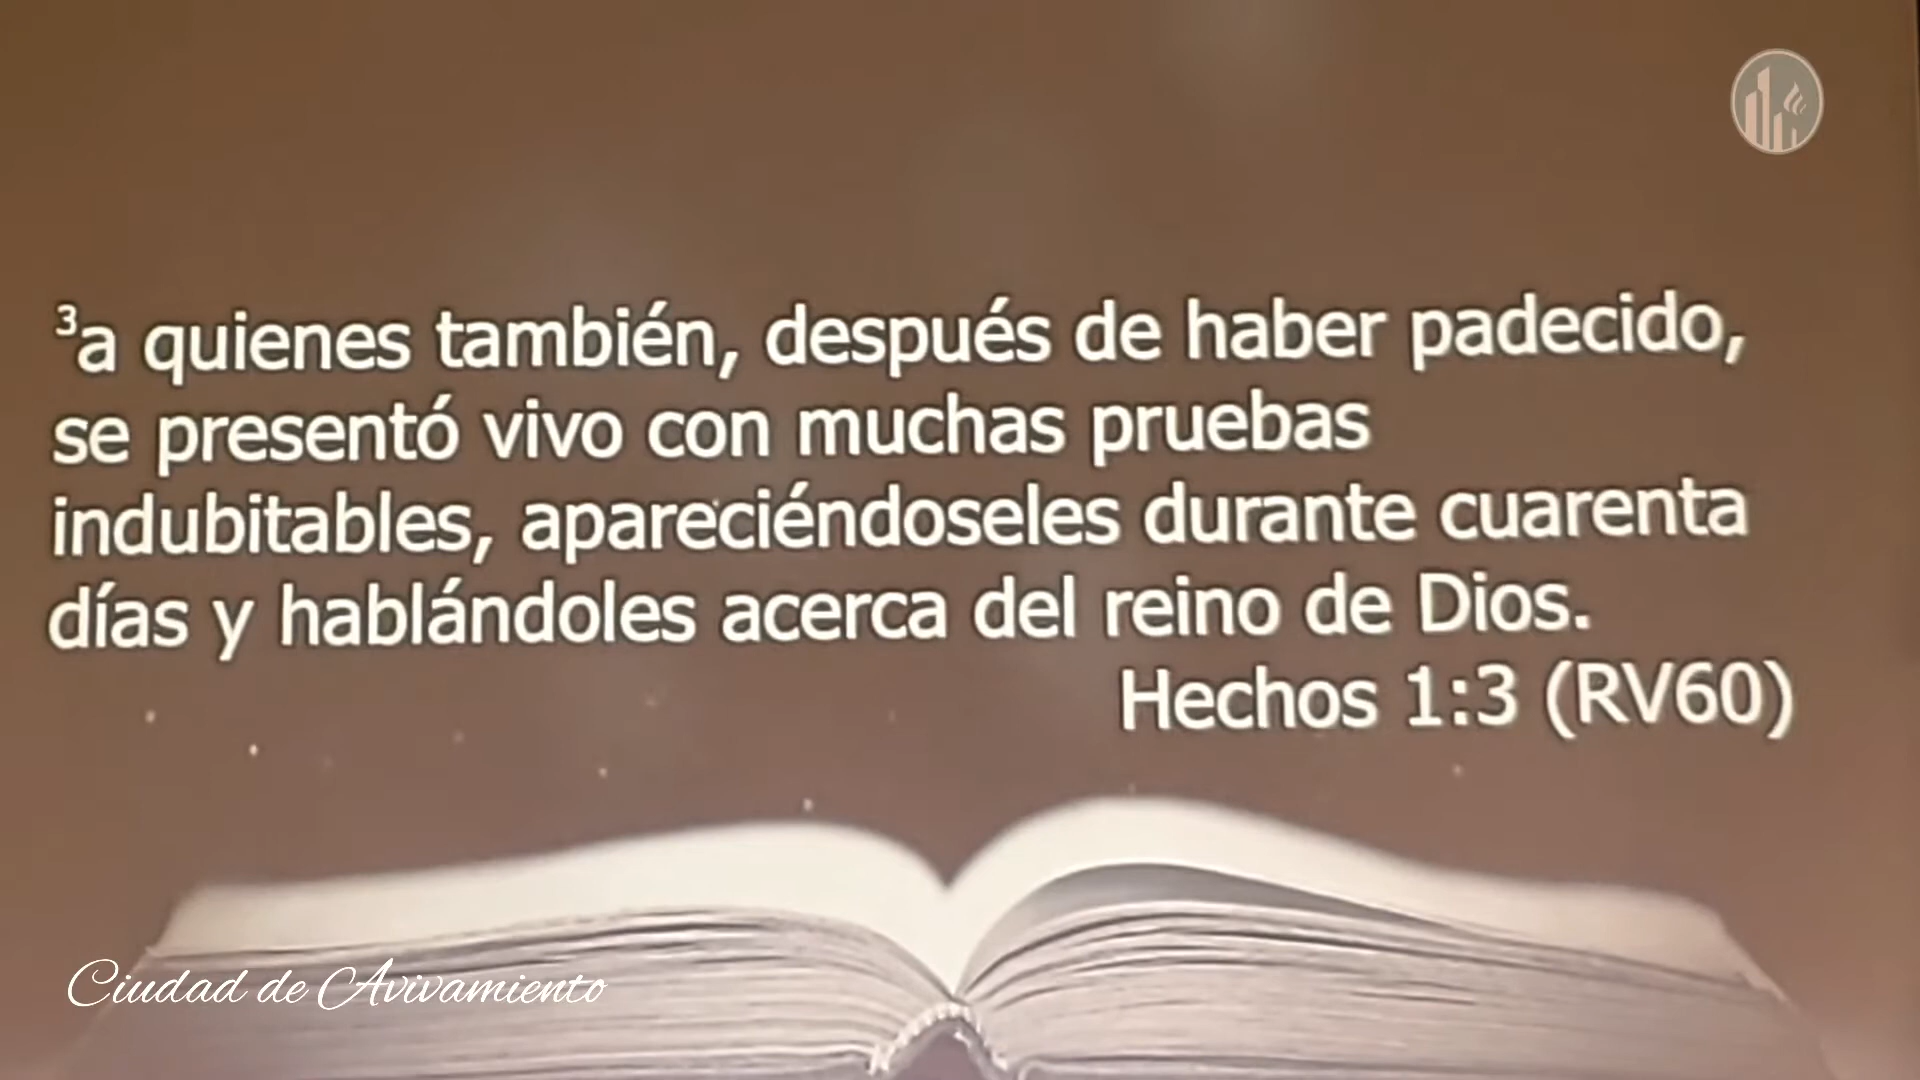 ³a quienes también, después de haber padecido,
se presentó vivo con muchas pruebas
indubitables, apareciéndoseles durante cuarenta
días y hablándoles acerca del reino de Dios.
Hechos 1:3 (RV60)
Ciudad de Avivamiento